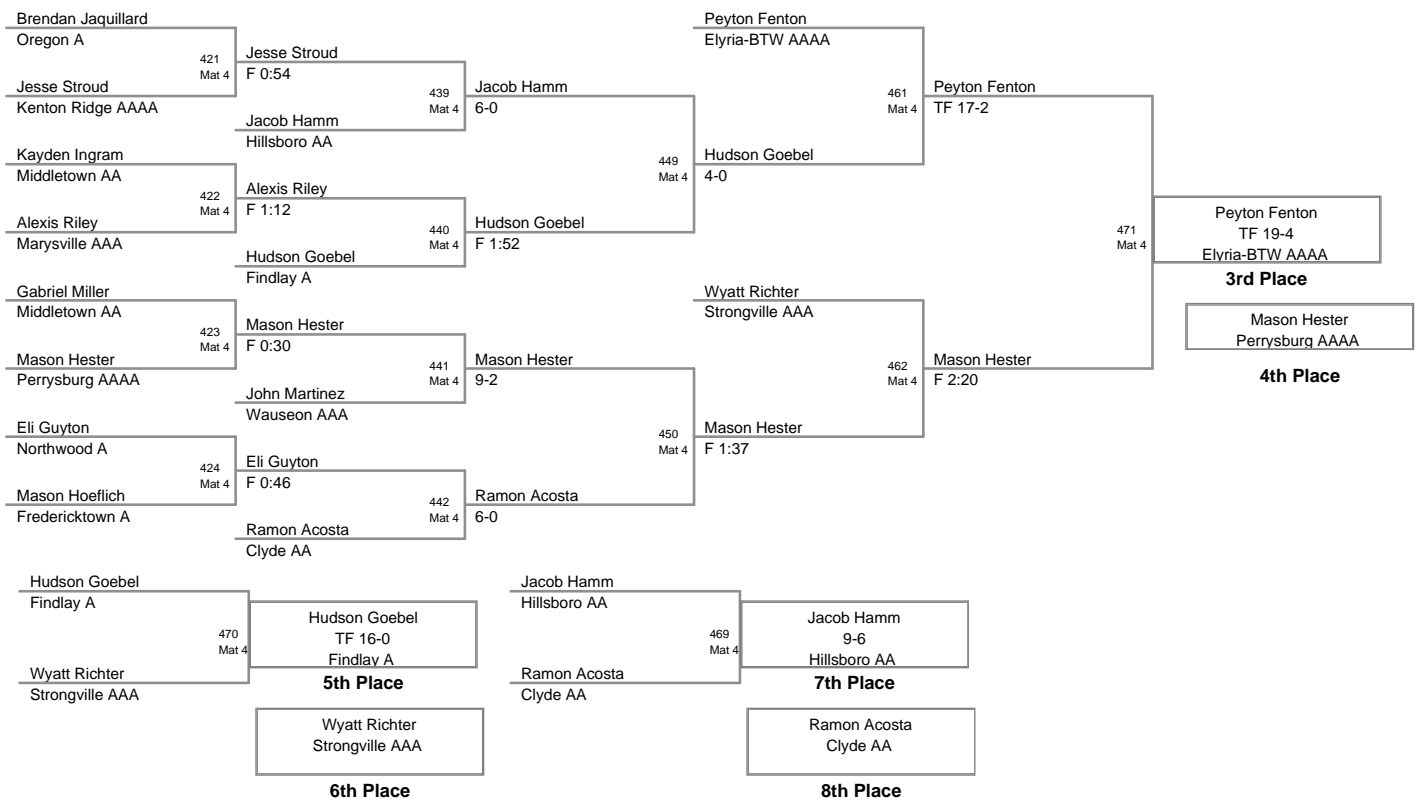 Brendan Jaquillard
Oregon A
421
Mat 4
Jesse Stroud
Kenton Ridge AAAA
Jesse Stroud
F 0:54
439
Mat 4
Jacob Hamm
Hillsboro AA
Jacob Hamm
6-0
Kayden Ingram
Middletown AA
422
Mat 4
Alexis Riley
Marysville AAA
Alexis Riley
F 1:12
440
Mat 4
Hudson Goebel
Findlay A
Hudson Goebel
F 1:52
449
Mat 4
Hudson Goebel
4-0
Peyton Fenton
Elyria-BTW AAAA
461
Mat 4
Peyton Fenton
TF 17-2
Gabriel Miller
Middletown AA
423
Mat 4
Mason Hester
Perrysburg AAAA
Mason Hester
F 0:30
441
Mat 4
John Martinez
Wauseon AAA
Mason Hester
9-2
Eli Guyton
Northwood A
424
Mat 4
Mason Hoeflich
Fredericktown A
Eli Guyton
F 0:46
442
Mat 4
Ramon Acosta
Clyde AA
Ramon Acosta
6-0
450
Mat 4
Mason Hester
F 1:37
Wyatt Richter
Strongville AAA
462
Mat 4
Mason Hester
F 2:20
471
Mat 4
Peyton Fenton
TF 19-4
Elyria-BTW AAAA
3rd Place
Mason Hester
Perrysburg AAAA
4th Place
Hudson Goebel
Findlay A
470
Mat 4
Wyatt Richter
Strongville AAA
Hudson Goebel
TF 16-0
Findlay A
5th Place
Wyatt Richter
Strongville AAA
6th Place
Jacob Hamm
Hillsboro AA
469
Mat 4
Ramon Acosta
Clyde AA
Jacob Hamm
9-6
Hillsboro AA
7th Place
Ramon Acosta
Clyde AA
8th Place